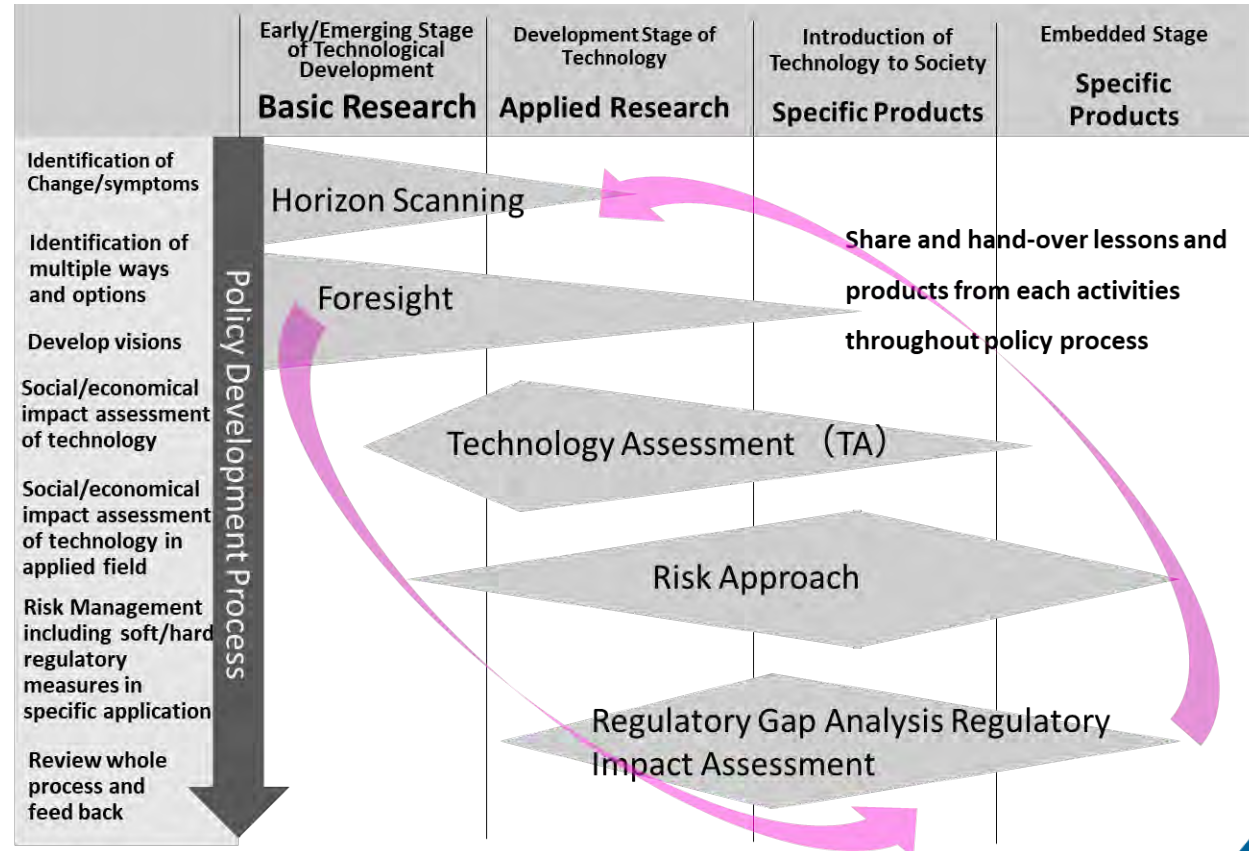 Early/Emerging Stage
of Technological
Development
Basic Research
Development Stage of
Technology
Applied Research
Introduction of
Technology to Society
Specific Products
Embedded Stage
Specific
Products
Identification of
Change/symptoms
Identification of
multiple ways
and options
Develop visions
Social/economical
impact assessment
of technology
Social/economical
impact assessment
of technology in
applied field
Risk Management
including soft/hard
regulatory
measures in
specific application
Review whole
process and
feed back
Policy Development Process
Horizon Scanning
Foresight
Share and hand-over lessons and
products from each activities
throughout policy process
Technology Assessment （TA）
Risk Approach
Regulatory Gap Analysis Regulatory
Impact Assessment